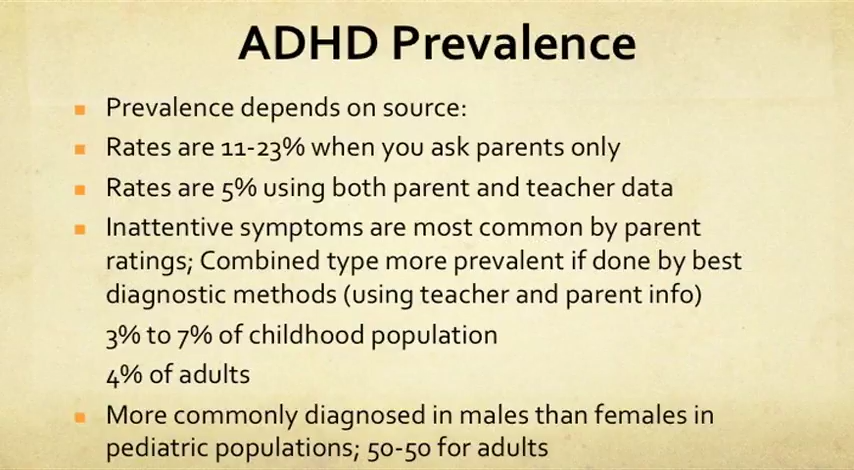 ADHD Prevalence
Prevalence depends on source:
Rates are 11-23% when you ask parents only
Rates are 5% using both parent and teacher data
Inattentive symptoms are most common by parent
ratings; Combined type more prevalent if done by best
diagnostic methods (using teacher and parent info)
3% to 7% of childhood population
4% of adults
More commonly diagnosed in males than females in
pediatric populations; 50-50 for adults